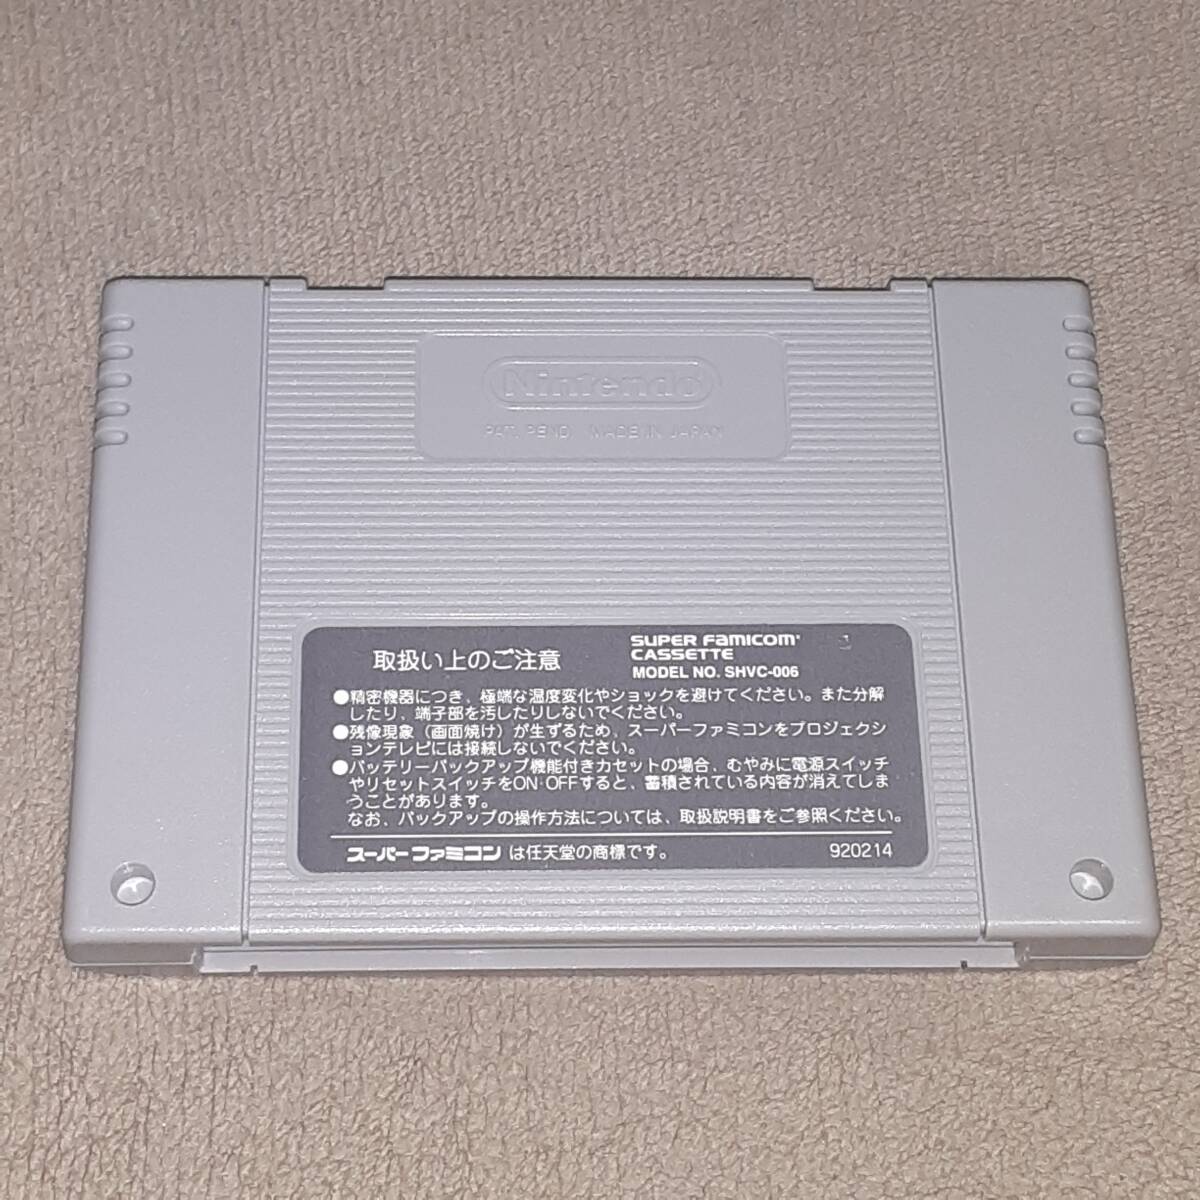 Nintendo
PAT. PEND. MADE IN JAPAN
取扱い上のご注意
SUPER FAMICOM
CASSETTE
MODEL NO. SHVC-006
●精密機器につき、極端な温度変化やショックを避けてください。また分解
したり、端子部を汚したりしないでください。
●残像現象（画面焼け）が生ずるため、スーパーファミコンをプロジェクシ
ョンテレビには接続しないでください。
●バッテリーバックアップ機能付きカセットの場合、むやみに電源スイッチ
やリセットスイッチをON・OFFすると、蓄積されている内容が消えてしま
うことがあります。
なお、バックアップの操作方法については、取扱説明書をご参照ください。
スーパーファミコン は任天堂の商標です。 920214